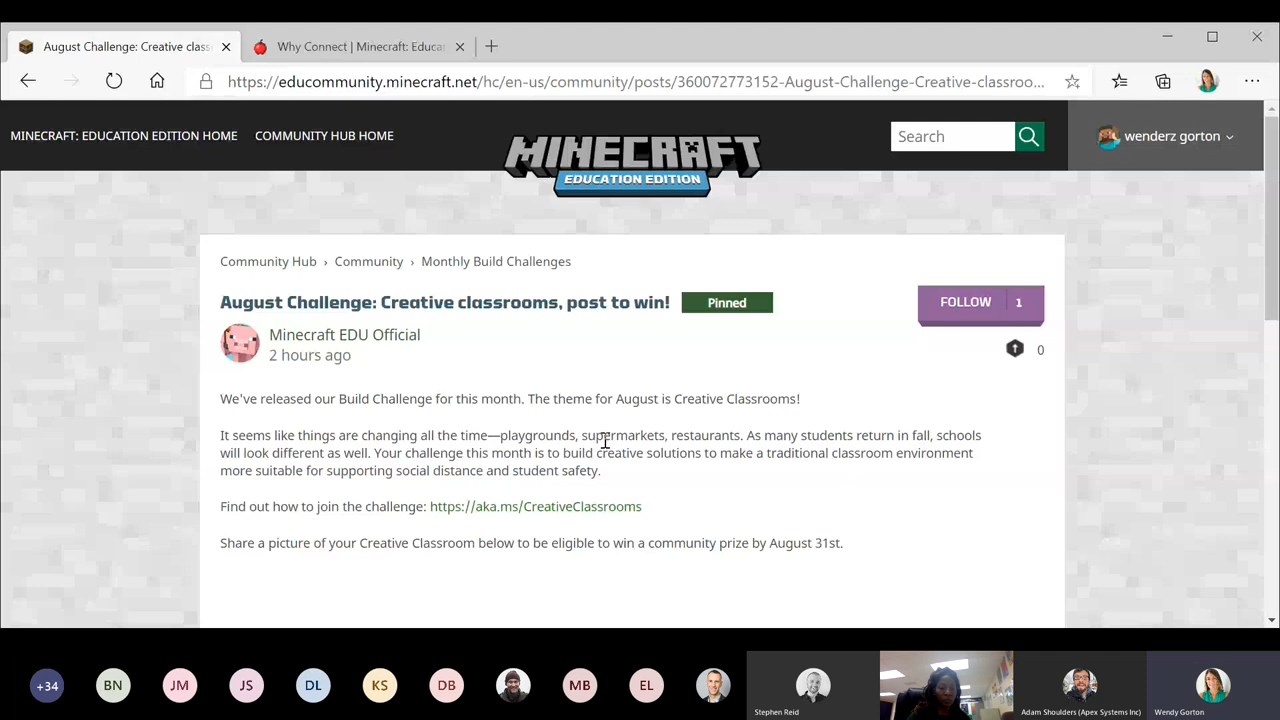 August Challenge: Creative class
Why Connect | Minecraft: Educa
https://educommunity.minecraft.net/hc/en-us/community/posts/360072773152-August-Challenge-Creative-classroo...
MINECRAFT: EDUCATION EDITION HOME
COMMUNITY HUB HOME
MINECRAFT
EDUCATION EDITION
Search
wenderz gorton
Community Hub › Community › Monthly Build Challenges
August Challenge: Creative classrooms, post to win!
Pinned
FOLLOW 1
Minecraft EDU Official
2 hours ago
0
We've released our Build Challenge for this month. The theme for August is Creative Classrooms!
It seems like things are changing all the time—playgrounds, supermarkets, restaurants. As many students return in fall, schools
will look different as well. Your challenge this month is to build creative solutions to make a traditional classroom environment
more suitable for supporting social distance and student safety.
Find out how to join the challenge: https://aka.ms/CreativeClassrooms
Share a picture of your Creative Classroom below to be eligible to win a community prize by August 31st.
+34
BN
JM
JS
DL
KS
DB
MB
EL
Stephen Reid
Adam Shoulders (Apex Systems Inc)
Wendy Gorton